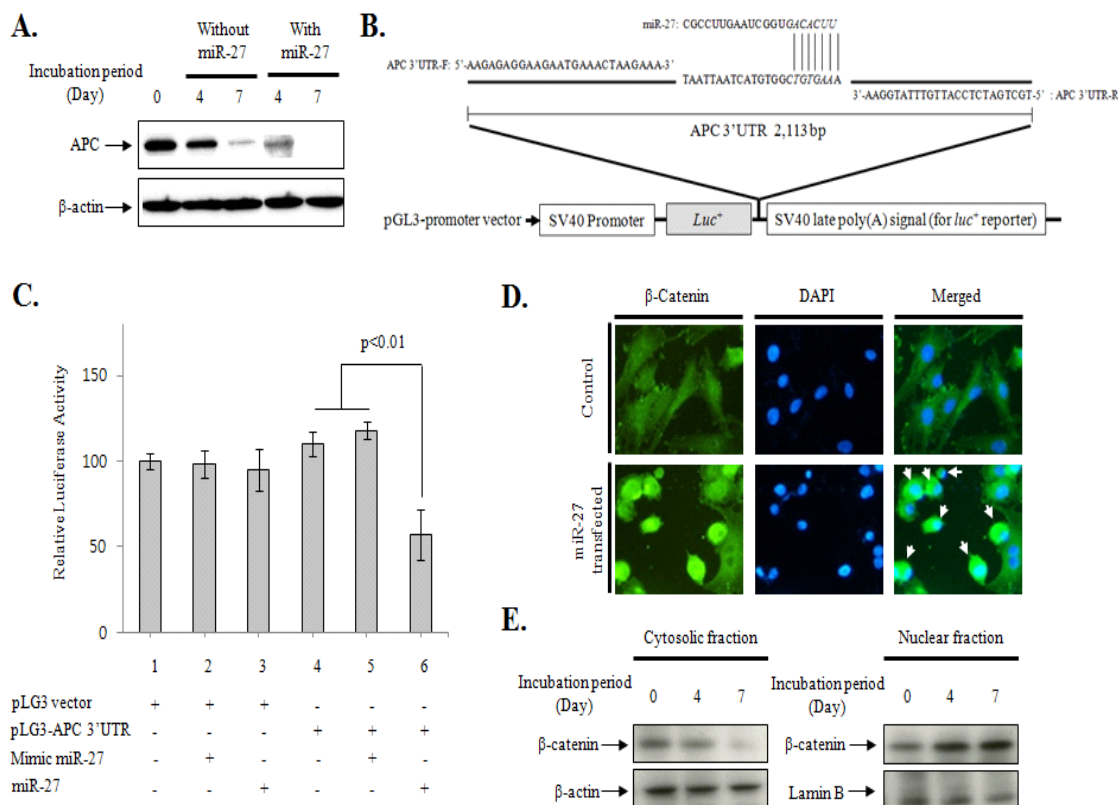 A.
Without
miR-27
With
miR-27
Incubation period
(Day)
0 4 7 4 7
APC
β-actin
B.
miR-27: CGCCUUGAAUCGGUGACACUU
APC 3'UTR-F: 5'-AAGAGAGGAAGAATGAAACTAAGAAA-3'
TAATTAATCATGTGGCTGTGAAA
3'-AAGGTATTTGTTACCTCTAGTCGT-5' : APC 3'UTR-R
APC 3'UTR 2,113 bp
pGL3-promoter vector
SV40 Promoter
Luc+
SV40 late poly(A) signal (for luc+ reporter)
C.
Relative Luciferase Activity
150
100
50
0
p<0.01
1 2 3 4 5 6
pLG3 vector + + + - - -
pLG3-APC 3'UTR - - - + + +
Mimic miR-27 - + - - + -
miR-27 - - + - - +
D.
β-Catenin DAPI Merged
Control
miR-27
transfected
E.
Cytosolic fraction
Incubation period
(Day)
0 4 7
β-catenin
β-actin
Nuclear fraction
Incubation period
(Day)
0 4 7
β-catenin
Lamin B